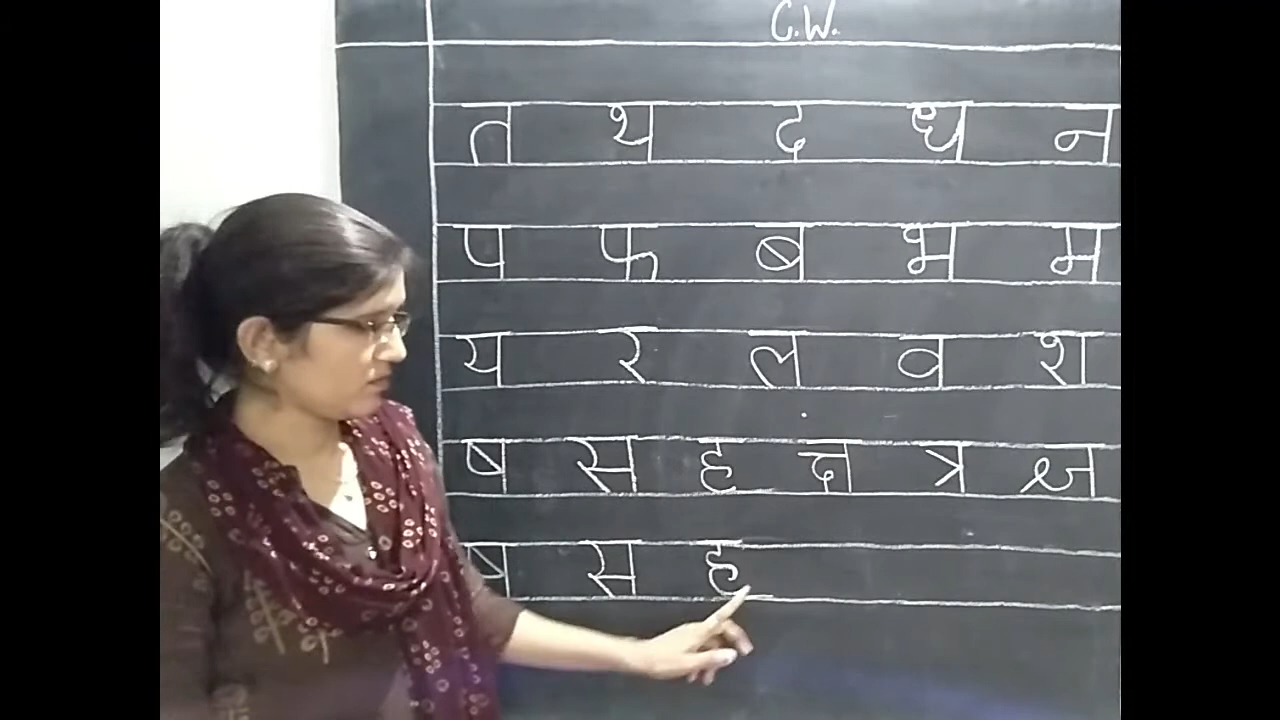 C.W.
त थ द ध न
प फ ब भ म
य र ल व श
ष स ह क्ष त्र ज्ञ
ष स ह